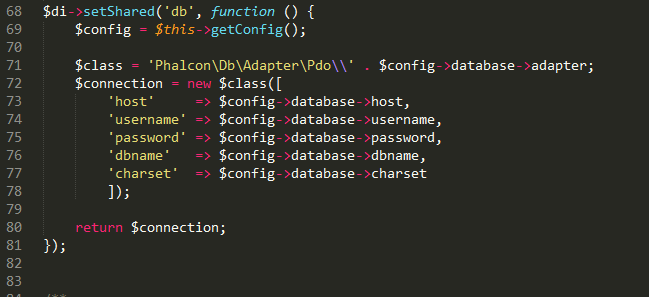 68 $di->setShared('db', function () {
69     $config = $this->getConfig();
70
71     $class = 'Phalcon\Db\Adapter\Pdo\\' . $config->database->adapter;
72     $connection = new $class([
73         'host'     => $config->database->host,
74         'username' => $config->database->username,
75         'password' => $config->database->password,
76         'dbname'   => $config->database->dbname,
77         'charset'  => $config->database->charset
78         ]);
79
80     return $connection;
81 });
82
83